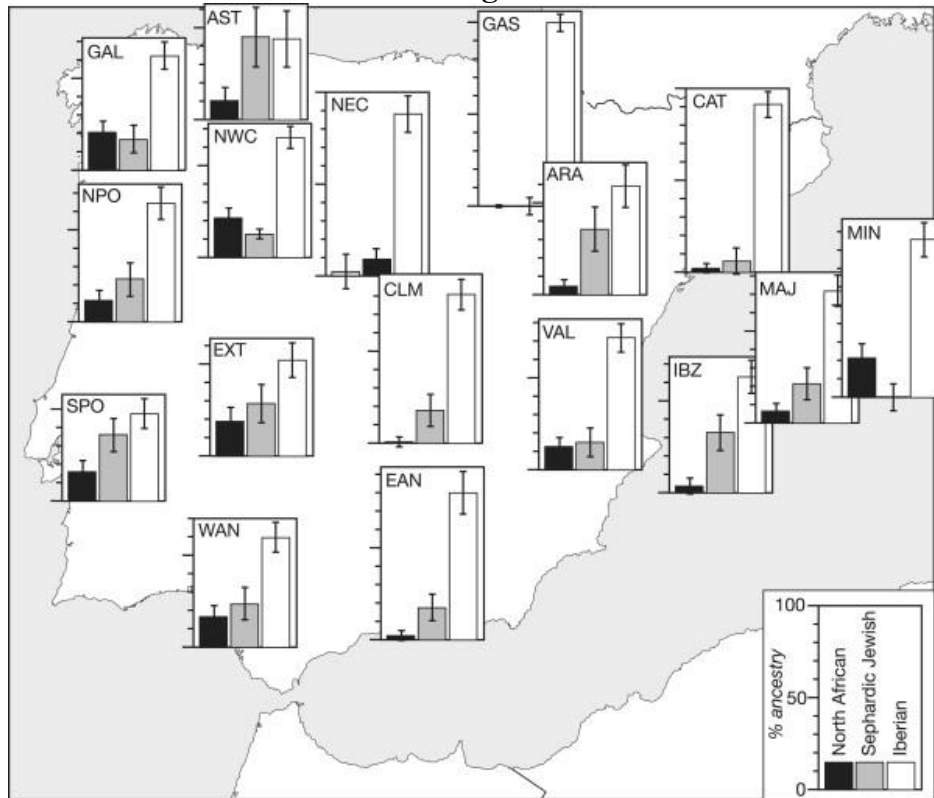 GAL
AST
GAS
NEC
CAT
NWC
ARA
NPO
MIN
CLM
MAJ
VAL
EXT
IBZ
SPO
EAN
WAN
100
50
0
% ancestry
North African
Sephardic Jewish
Iberian